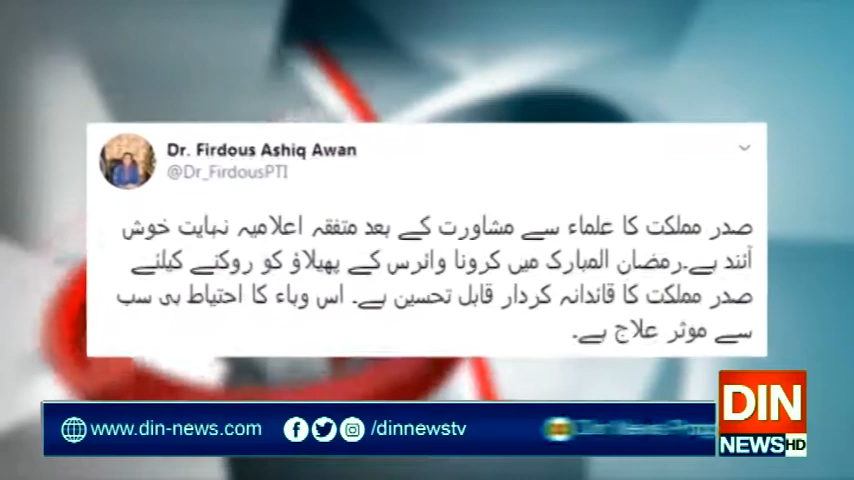 Dr. Firdous Ashiq Awan
@Dr_FirdousPTI
صدر مملکت کا علماء سے مشاورت کے بعد متفقہ اعلامیہ نہایت خوش
آئند ہے۔رمضان المبارک میں کرونا وائرس کے پھیلاؤ کو روکنے کیلئے
صدر مملکت کا قائدانہ کردار قابل تحسین ہے۔ اس وباء کا احتیاط ہی سب
سے موثر علاج ہے۔
www.din-news.com
/dinnewstv
Din News
DIN
NEWS HD